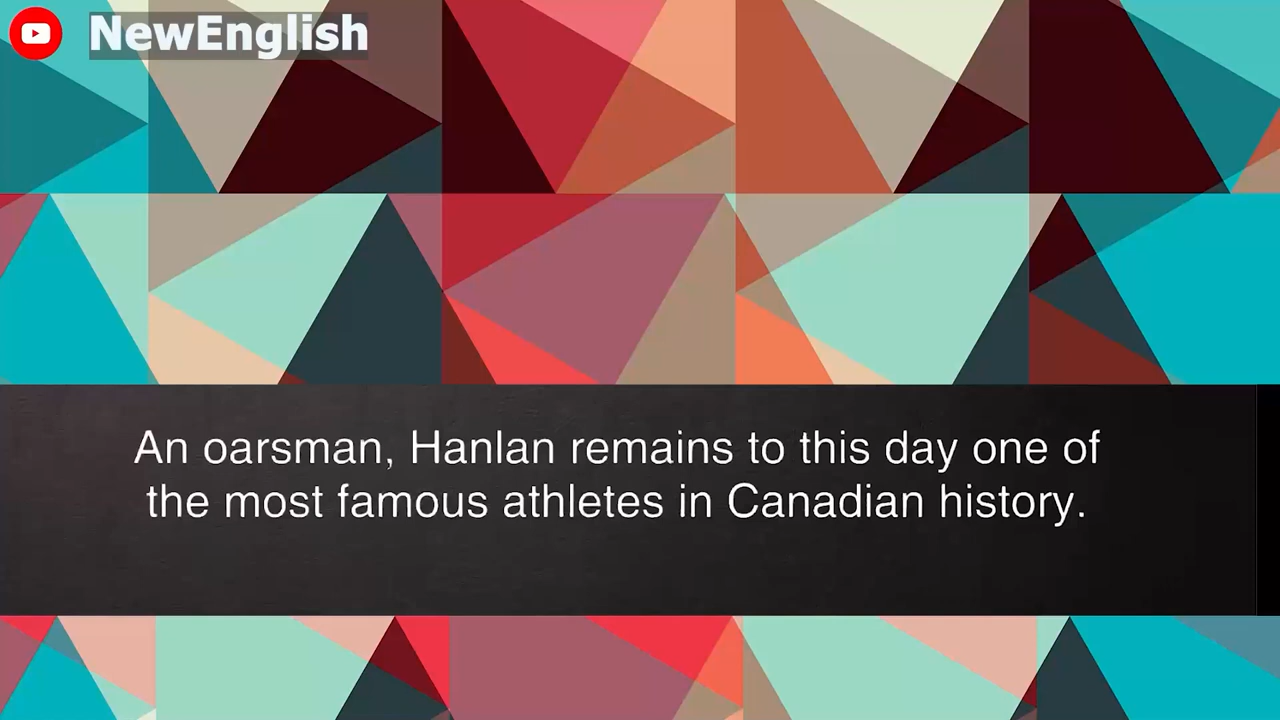 NewEnglish
An oarsman, Hanlan remains to this day one of
the most famous athletes in Canadian history.